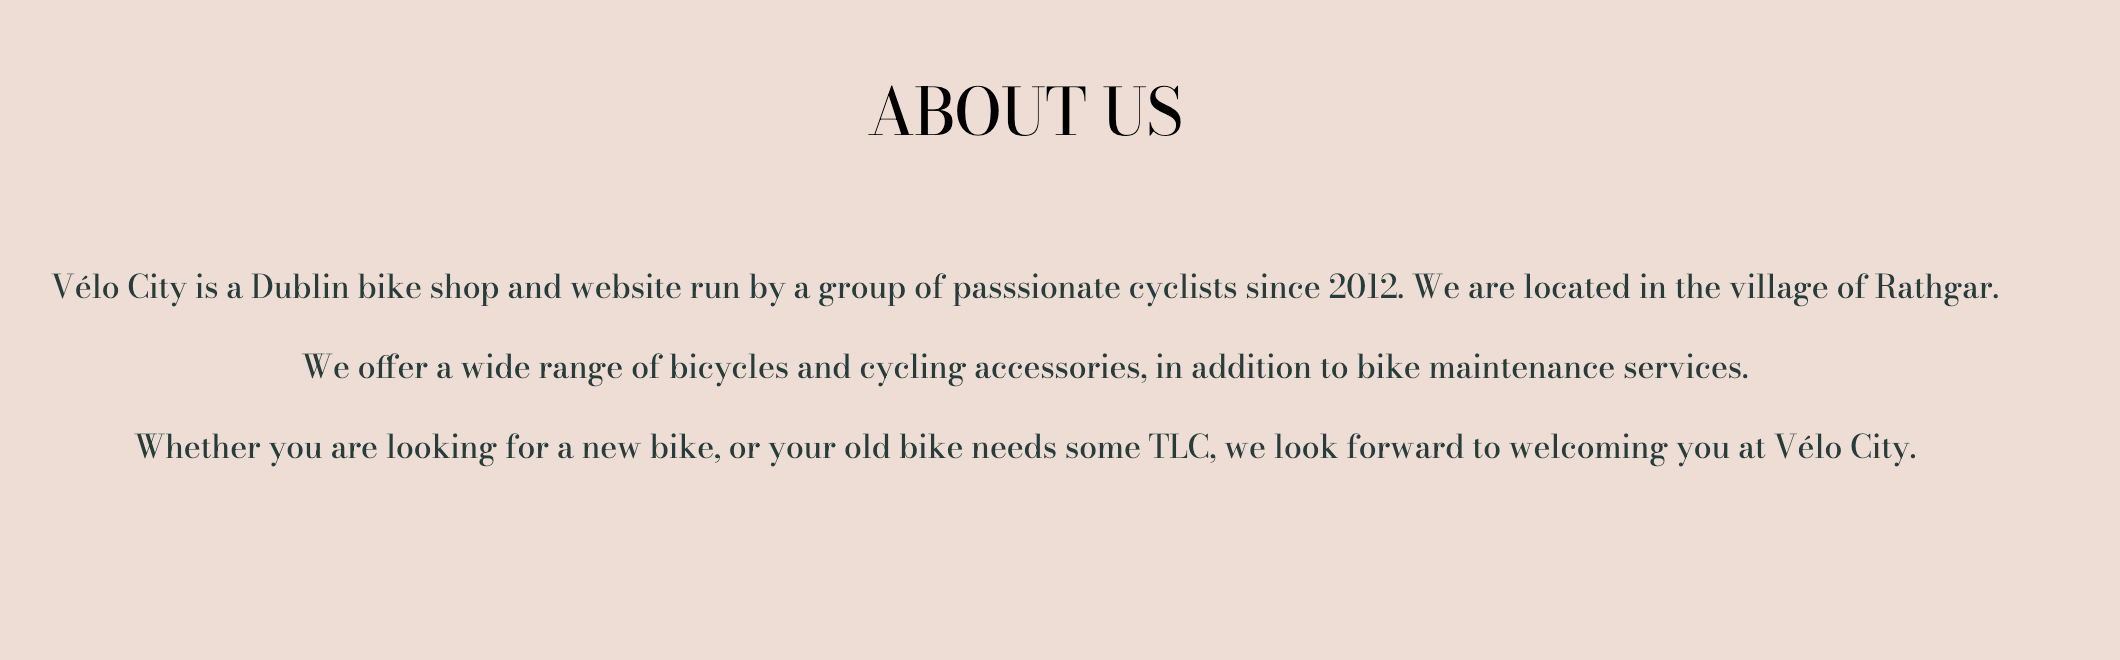 ABOUT US
Vélo City is a Dublin bike shop and website run by a group of passsionate cyclists since 2012. We are located in the village of Rathgar.
We offer a wide range of bicycles and cycling accessories, in addition to bike maintenance services.
Whether you are looking for a new bike, or your old bike needs some TLC, we look forward to welcoming you at Vélo City.